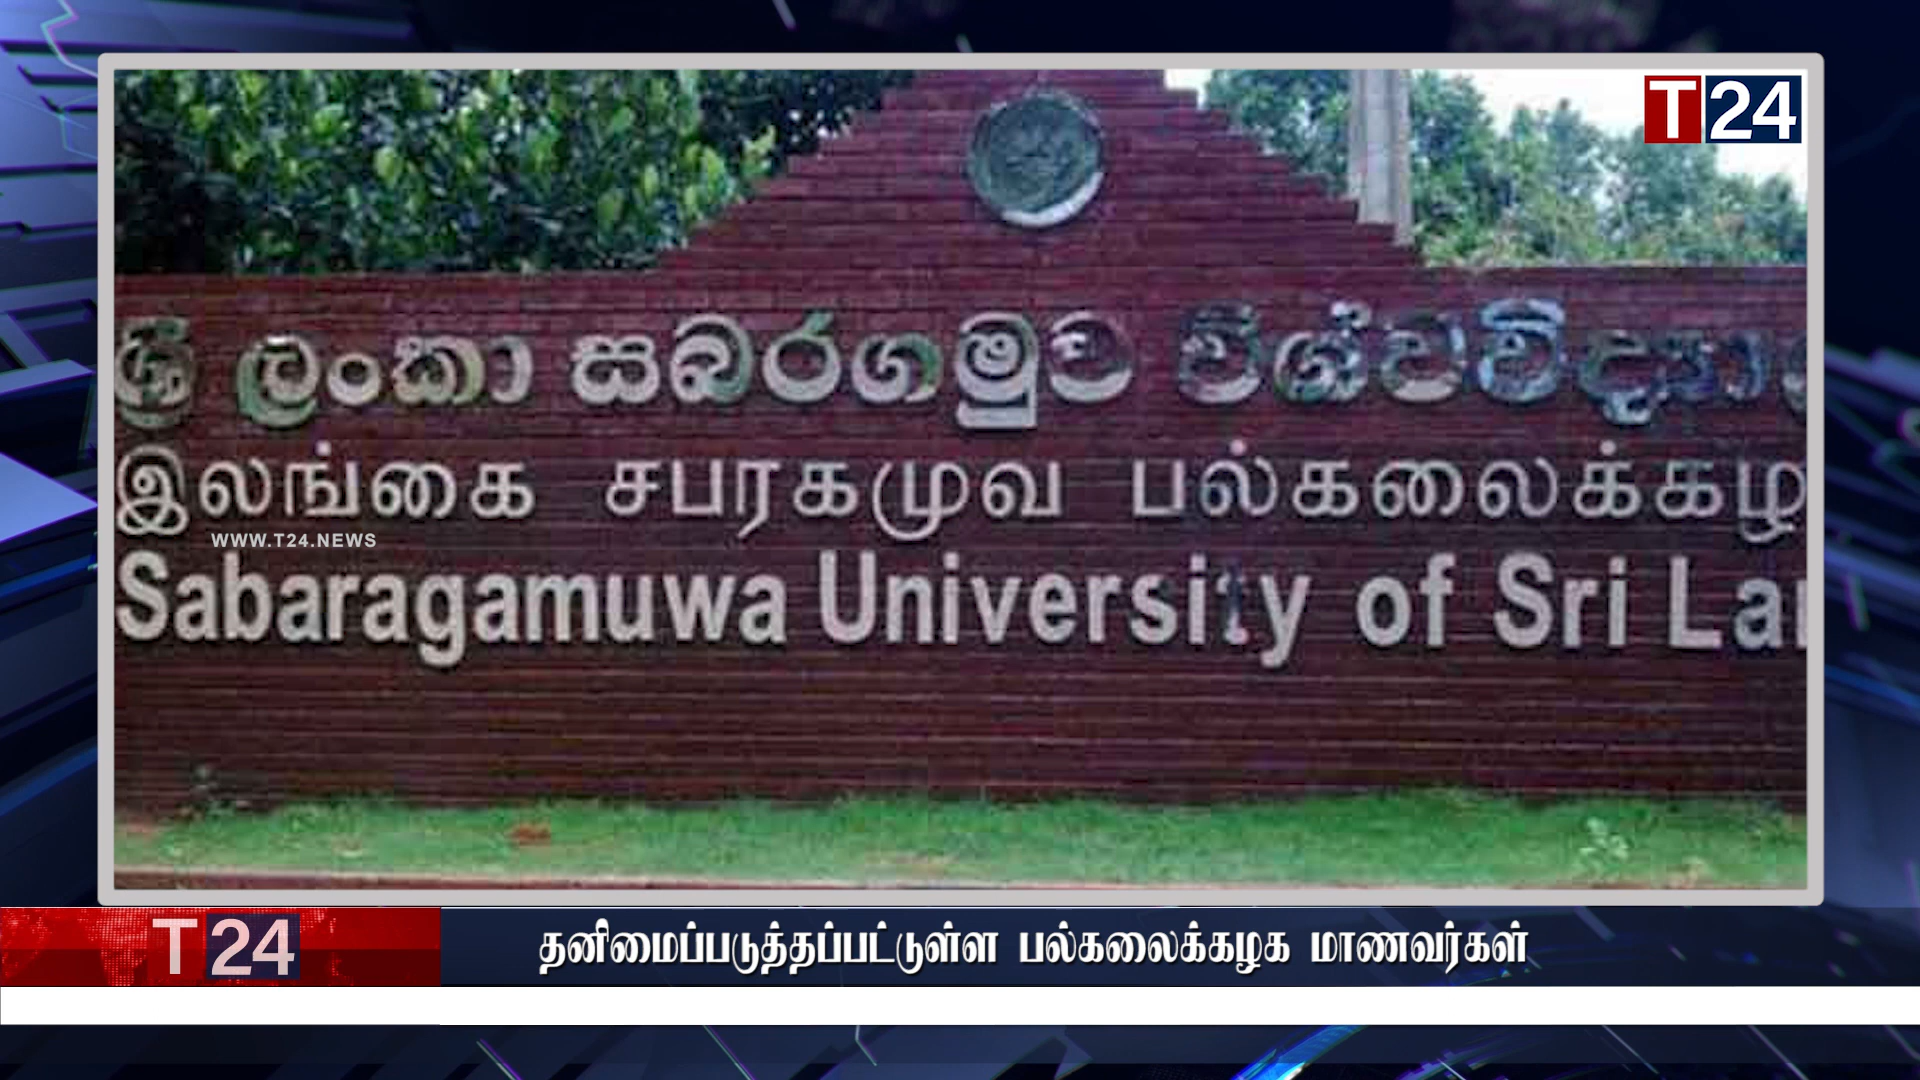 T24
ශ්‍රී ලංකා සබරගමුව විශ්වවිද්‍යා
இலங்கை சபரகமுவ பல்கலைக்கழ
WWW.T24.NEWS
Sabaragamuwa University of Sri Lan
T24
தனிமைப்படுத்தப்பட்டுள்ள பல்கலைக்கழக மாணவர்கள்